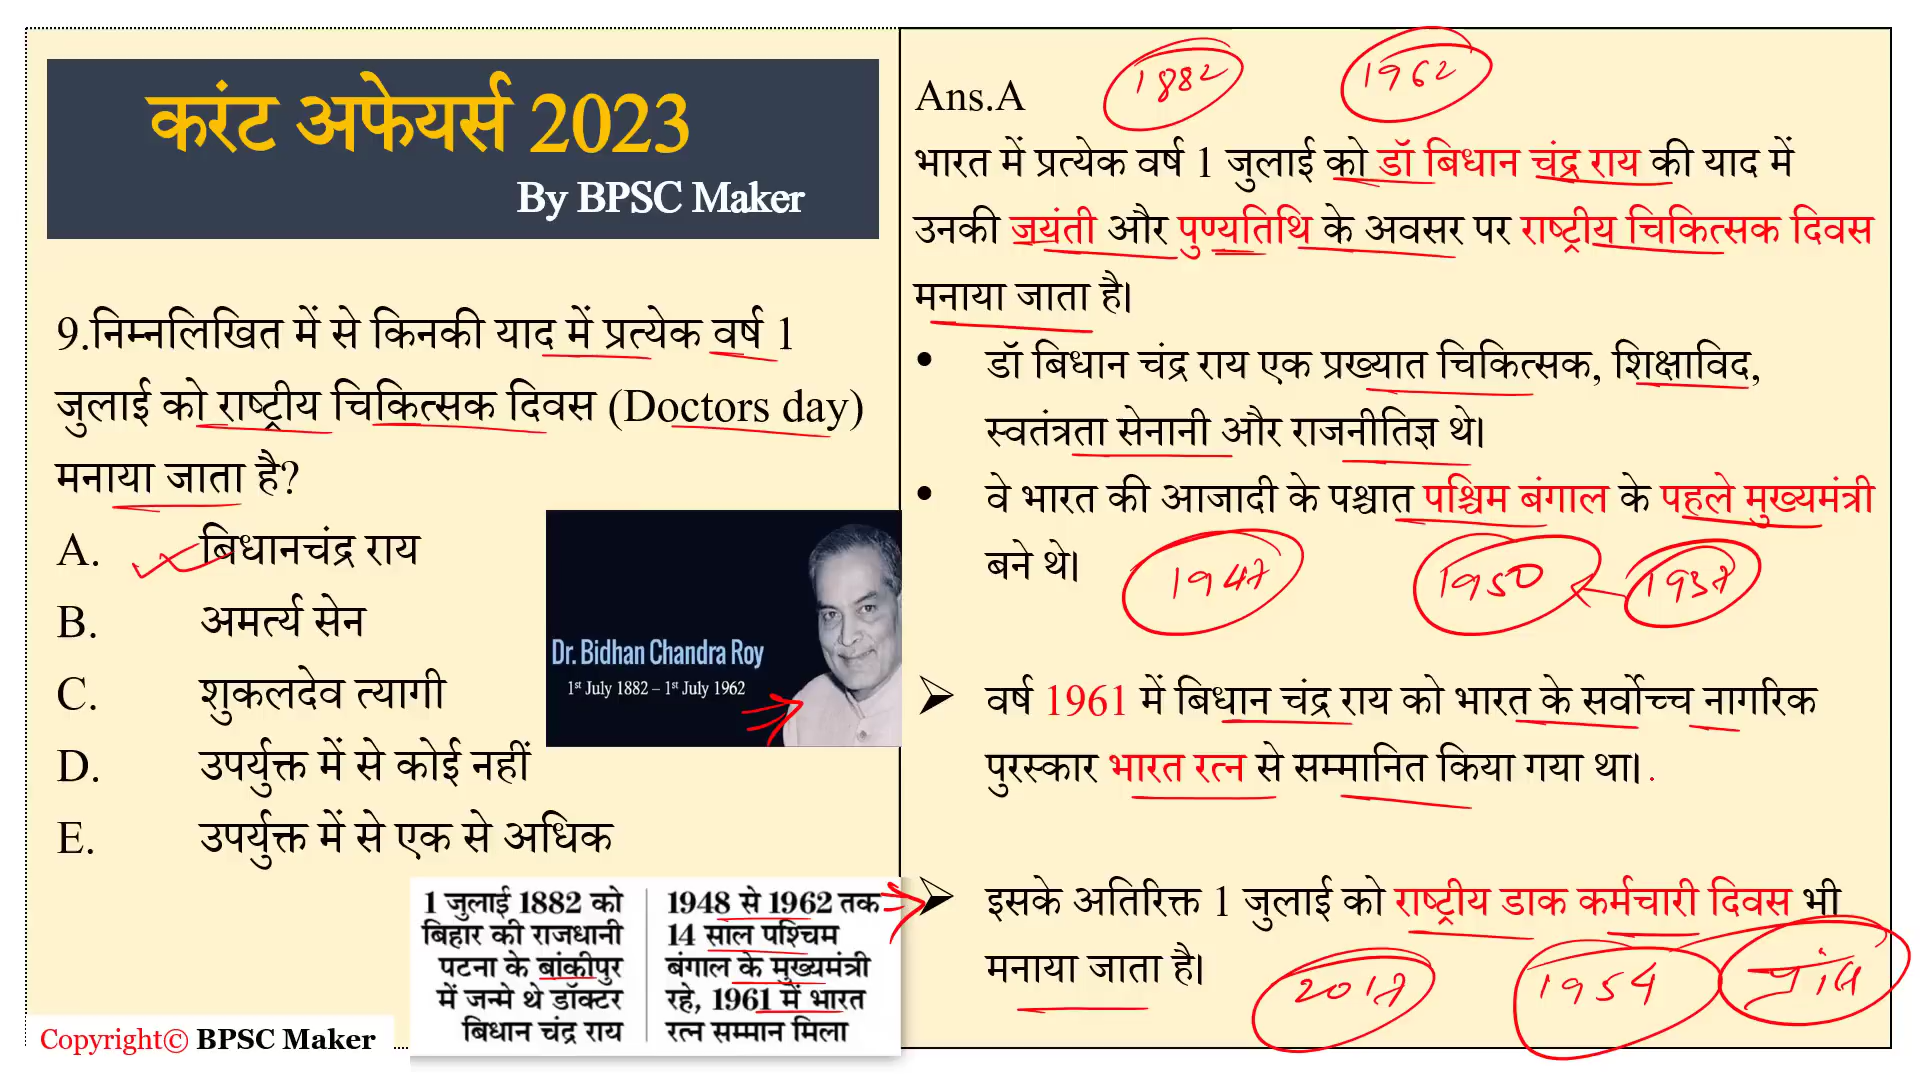 करंट अफेयर्स 2023
By BPSC Maker
9.निम्नलिखित में से किनकी याद में प्रत्येक वर्ष 1
जुलाई को राष्ट्रीय चिकित्सक दिवस (Doctors day)
मनाया जाता है?
A. बिधानचंद्र राय
B. अमर्त्य सेन
C. शुकलदेव त्यागी
D. उपर्युक्त में से कोई नहीं
E. उपर्युक्त में से एक से अधिक
Dr. Bidhan Chandra Roy
1st July 1882 – 1st July 1962
1 जुलाई 1882 को
बिहार की राजधानी
पटना के बांकीपुर
में जन्मे थे डॉक्टर
बिधान चंद्र राय
1948 से 1962 तक
14 साल पश्चिम
बंगाल के मुख्यमंत्री
रहे, 1961 में भारत
रत्न सम्मान मिला
Copyright© BPSC Maker
1882 1962
Ans.A
भारत में प्रत्येक वर्ष 1 जुलाई को डॉ बिधान चंद्र राय की याद में
उनकी जयंती और पुण्यतिथि के अवसर पर राष्ट्रीय चिकित्सक दिवस
मनाया जाता है।
• डॉ बिधान चंद्र राय एक प्रख्यात चिकित्सक, शिक्षाविद,
स्वतंत्रता सेनानी और राजनीतिज्ञ थे।
• वे भारत की आजादी के पश्चात पश्चिम बंगाल के पहले मुख्यमंत्री
बने थे।
1947 1950 1937
वर्ष 1961 में बिधान चंद्र राय को भारत के सर्वोच्च नागरिक
पुरस्कार भारत रत्न से सम्मानित किया गया था।.
इसके अतिरिक्त 1 जुलाई को राष्ट्रीय डाक कर्मचारी दिवस भी
मनाया जाता है।
2017 1954